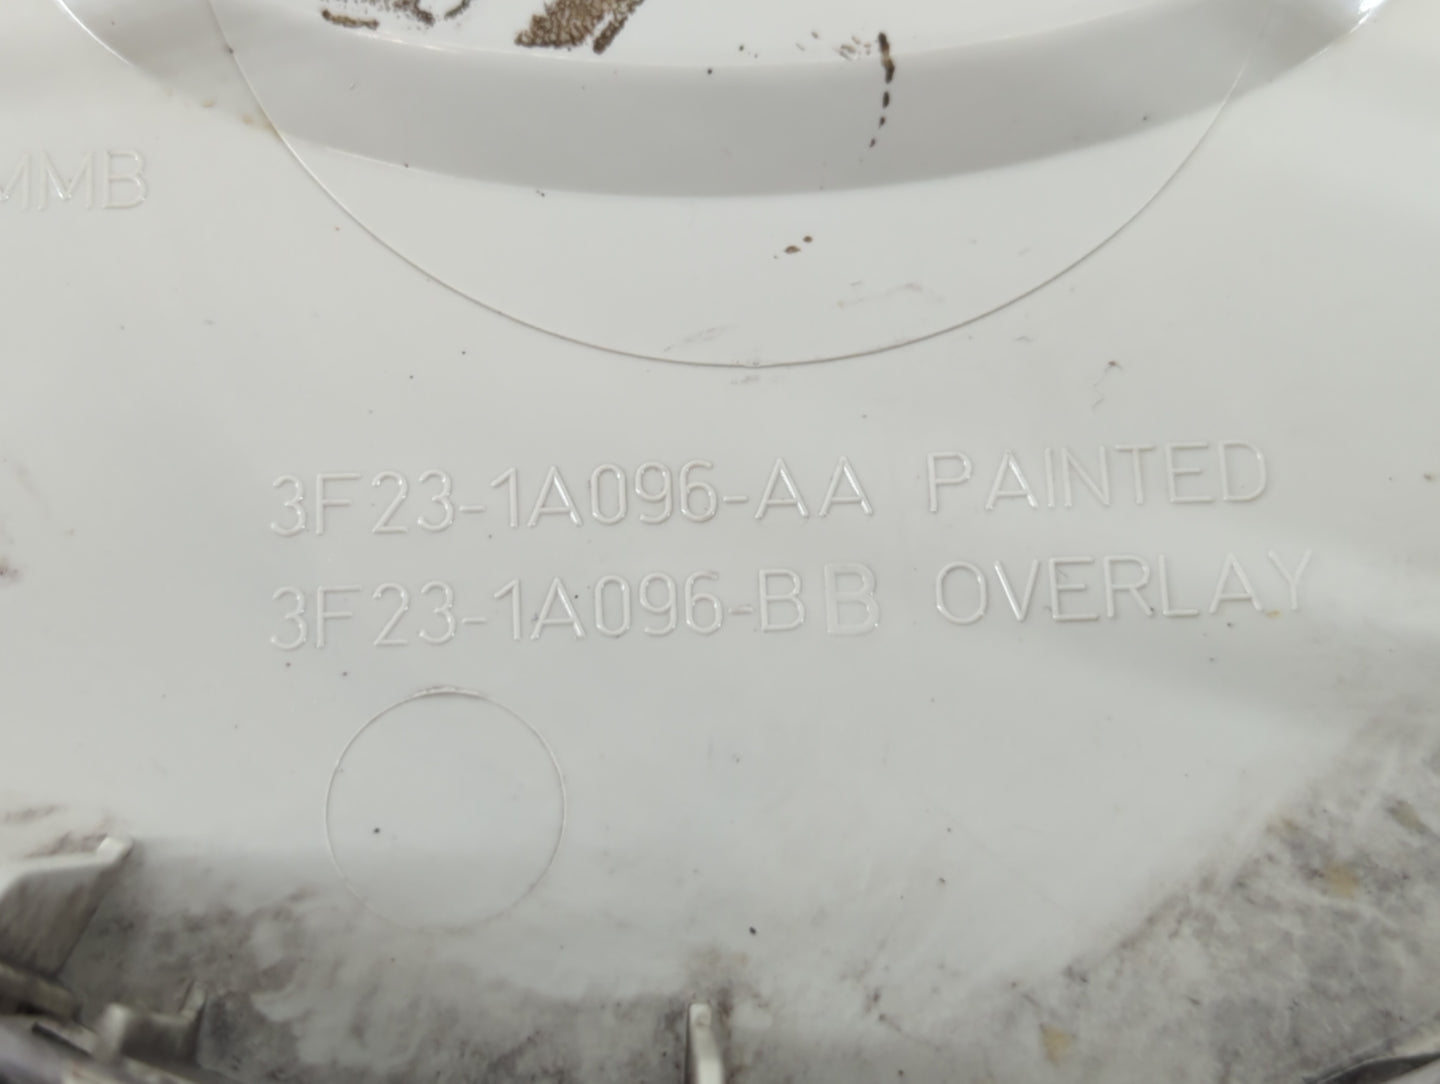 MMB
3F23-1A096-AA PAINTED
3F23-1A096-BB OVERLAY